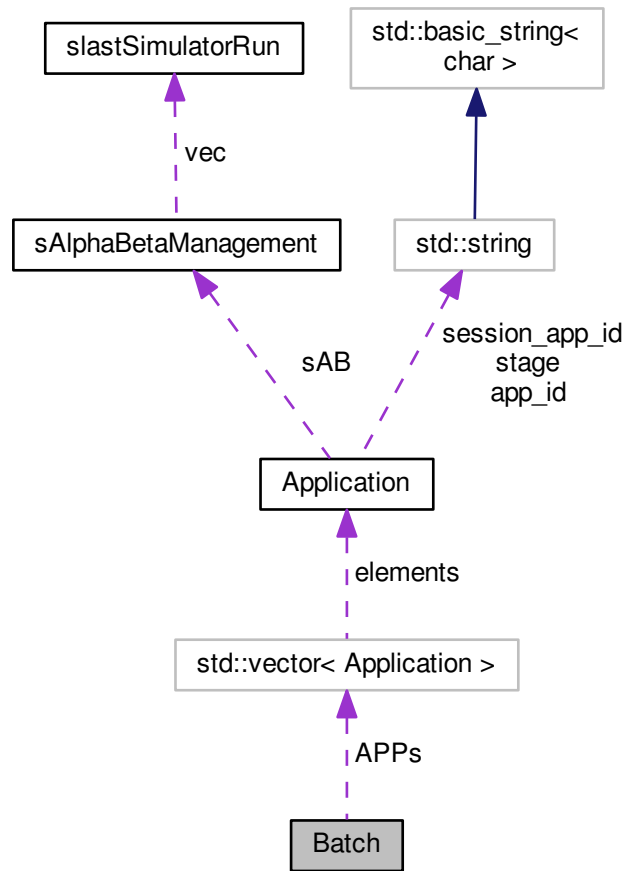 slastSimulatorRun
std::basic_string<
char >
vec
sAlphaBetaManagement
std::string
sAB
session_app_id
stage
app_id
Application
elements
std::vector< Application >
APPs
Batch